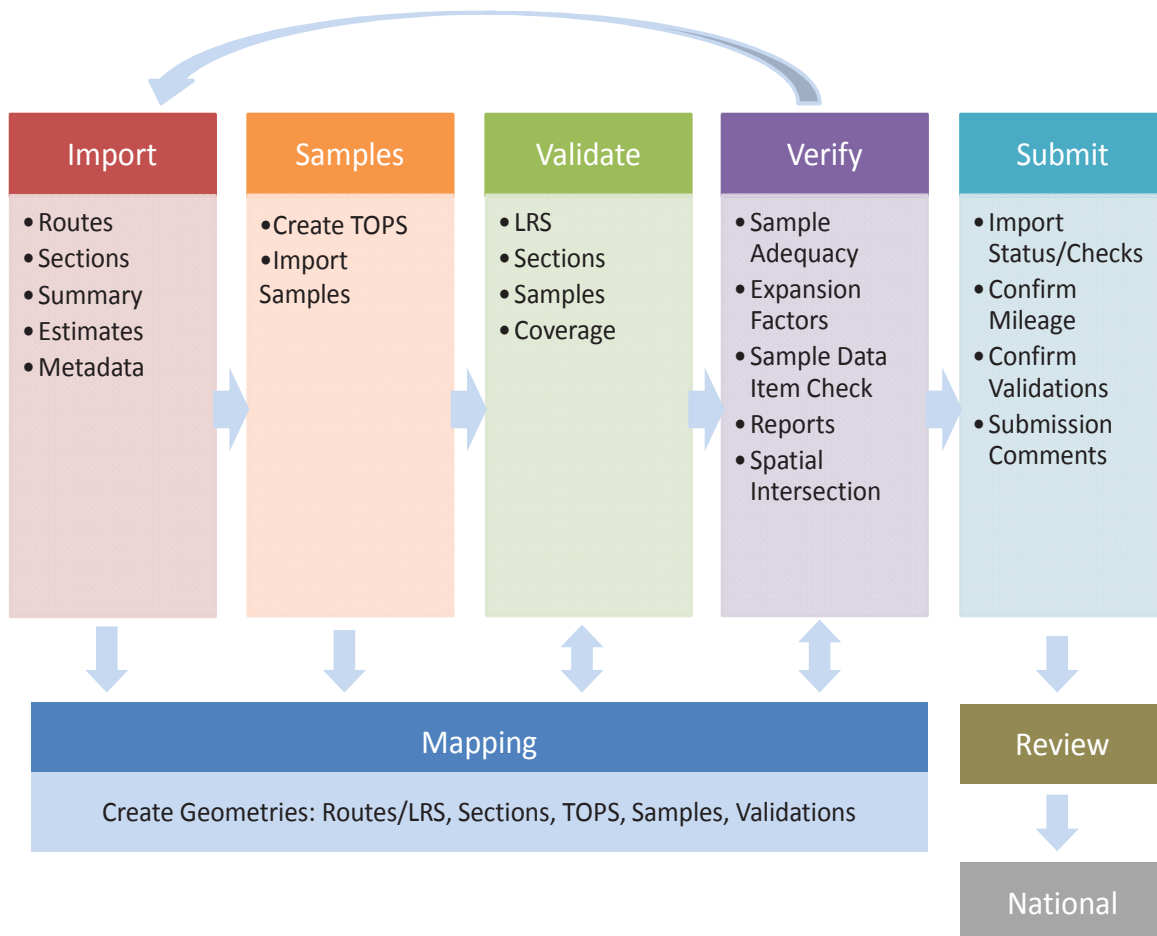 Import
• Routes
• Sections
• Summary
• Estimates
• Metadata
Samples
•Create TOPS
•Import
Samples
Validate
• LRS
• Sections
• Samples
• Coverage
Verify
• Sample
Adequacy
• Expansion
Factors
• Sample Data
Item Check
• Reports
• Spatial
Intersection
Submit
• Import
Status/Checks
• Confirm
Mileage
• Confirm
Validations
• Submission
Comments
Mapping
Create Geometries: Routes/LRS, Sections, TOPS, Samples, Validations
Review
National